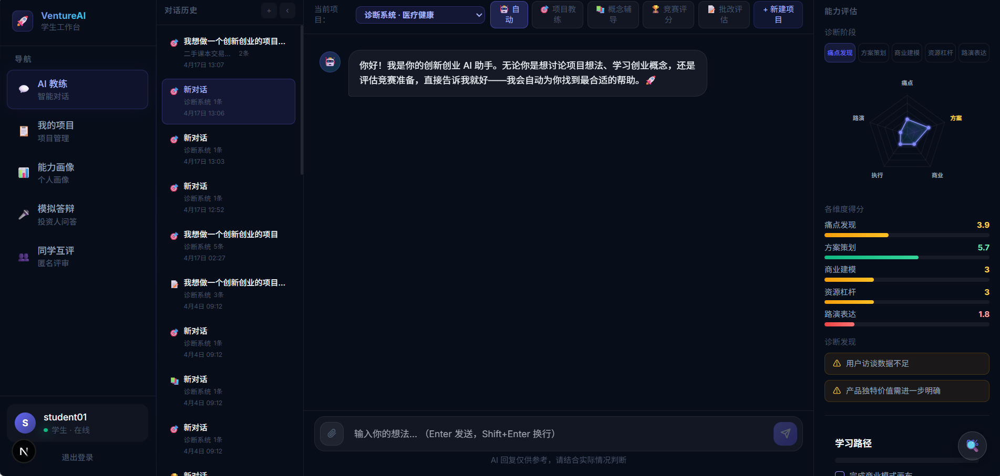 VentureAI
学生工作台
导航
AI 教练
智能对话
我的项目
项目管理
能力画像
个人画像
模拟答辩
投资人问答
同学互评
匿名评审
S
student01
学生 · 在线
N
退出登录
对话历史
+
‹
我想做一个创新创业的项目...
二手课本交易... 2条
4月17日 13:07
新对话
诊断系统 1条
4月17日 13:06
新对话
诊断系统 1条
4月17日 13:03
新对话
诊断系统 1条
4月17日 12:52
我想做一个创新创业的项目
诊断系统 5条
4月17日 02:27
我想做一个创新创业的项目...
诊断系统 3条
4月4日 09:12
新对话
诊断系统 1条
4月4日 09:12
新对话
诊断系统 1条
4月4日 09:12
新对话
诊断系统 1条
4月4日 09:12
新对话
当前项
目：
诊断系统 · 医疗健康
自
动
项目教
练
概念辅
导
竞赛评
分
批改评
估
+ 新建项
目
你好！我是你的创新创业 AI 助手。无论你是想讨论项目想法、学习创业概念，还是
评估竞赛准备，直接告诉我就好——我会自动为你找到最合适的帮助。
输入你的想法... （Enter 发送，Shift+Enter 换行）
AI 回复仅供参考，请结合实际情况判断
能力评估
诊断阶段
痛点发现
方案策划
商业建模
资源杠杆
路演表达
痛点
路演
方案
执行
商业
各维度得分
痛点发现 3.9
方案策划 5.7
商业建模 3
资源杠杆 3
路演表达 1.8
诊断发现
用户访谈数据不足
产品独特价值需进一步明确
学习路径
完成商业模式画布